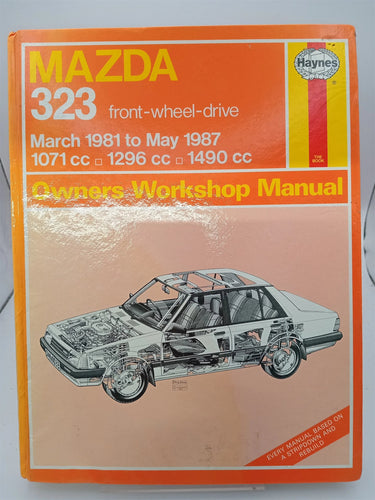 MAZDA
Haynes
323 front-wheel-drive
March 1981 to May 1987
1071 cc □ 1296 cc □ 1490 cc
THE
BOOK
Owners Workshop Manual
EVERY MANUAL BASED ON
A STRIPDOWN AND
REBUILD